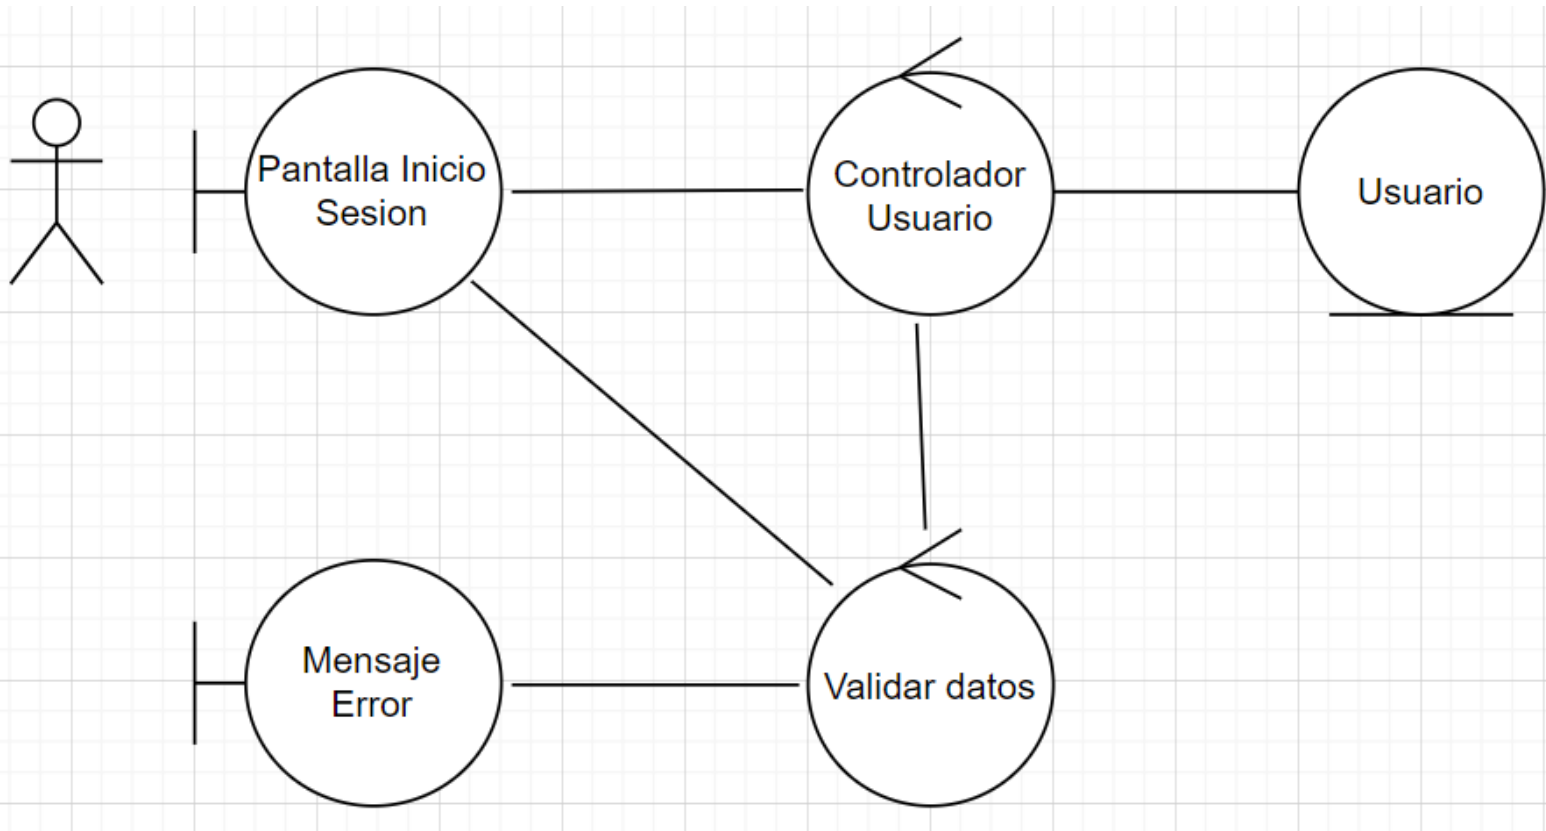 Pantalla Inicio
Sesion
Controlador
Usuario
Usuario
Mensaje
Error
Validar datos